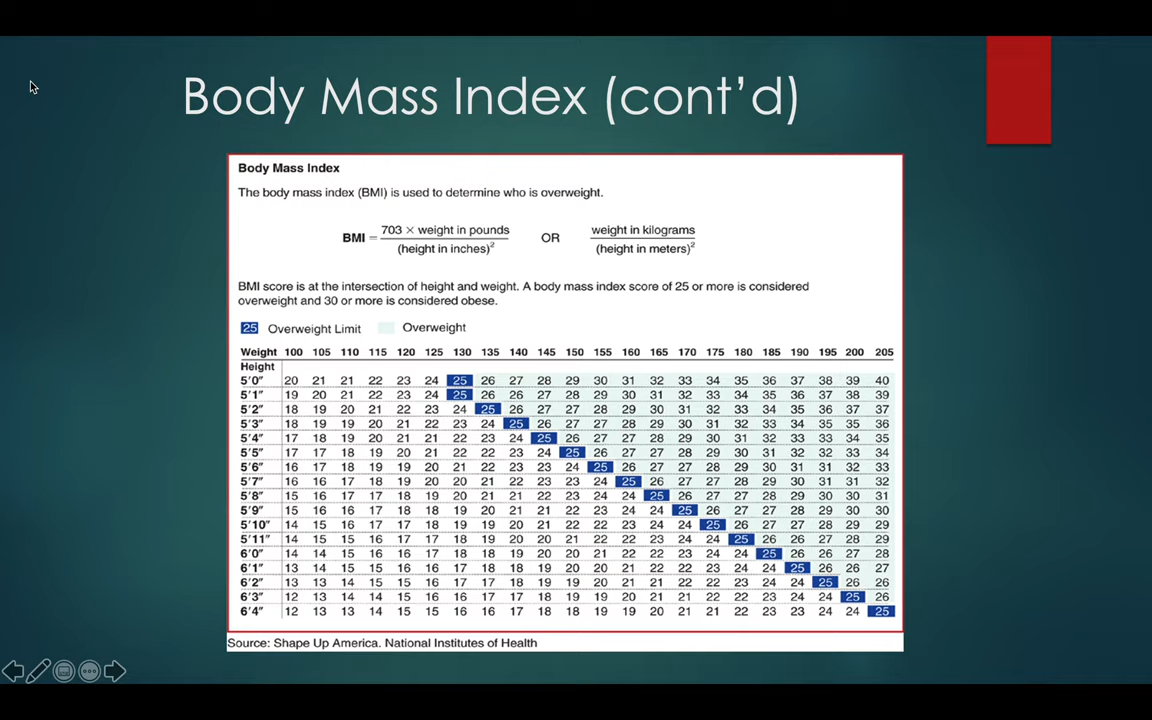 Body Mass Index (cont’d)
Body Mass Index
The body mass index (BMI) is used to determine who is overweight.
BMI = 703 × weight in pounds / (height in inches)² OR weight in kilograms / (height in meters)²
BMI score is at the intersection of height and weight. A body mass index score of 25 or more is considered
overweight and 30 or more is considered obese.
25 Overweight Limit Overweight
Weight 100 105 110 115 120 125 130 135 140 145 150 155 160 165 170 175 180 185 190 195 200 205
Height
5′0″ 20 21 21 22 23 24 25 26 27 28 29 30 31 32 33 34 35 36 37 38 39 40
5′1″ 19 20 21 22 23 24 25 26 26 27 28 29 30 31 32 33 34 35 36 37 38 39
5′2″ 18 19 20 21 22 23 24 25 26 27 27 28 29 30 31 32 33 34 35 36 37 37
5′3″ 18 19 19 20 21 22 23 24 25 26 27 27 28 29 30 31 32 33 34 35 35 36
5′4″ 17 18 19 20 21 21 22 23 24 25 26 27 27 28 29 30 31 32 33 33 34 35
5′5″ 17 17 18 19 20 21 22 22 23 24 25 26 27 27 28 29 30 31 32 32 33 34
5′6″ 16 17 18 19 19 20 21 22 23 23 24 25 26 27 27 28 29 30 31 31 32 33
5′7″ 16 16 17 18 19 20 20 21 22 23 23 24 25 26 27 27 28 29 30 31 31 32
5′8″ 15 16 17 17 18 19 20 21 21 22 23 24 24 25 26 27 27 28 29 30 30 31
5′9″ 15 16 16 17 18 18 19 20 21 21 22 23 24 24 25 26 27 27 28 29 30 30
5′10″ 14 15 16 17 17 18 19 19 20 21 22 22 23 24 24 25 26 27 27 28 29 29
5′11″ 14 15 15 16 17 17 18 19 20 20 21 22 22 23 24 24 25 26 26 27 28 29
6′0″ 14 14 15 16 16 17 18 18 19 20 20 21 22 22 23 24 24 25 26 26 27 28
6′1″ 13 14 15 15 16 16 17 18 18 19 20 20 21 22 22 23 24 24 25 26 26 27
6′2″ 13 13 14 15 15 16 17 17 18 19 19 20 21 21 22 22 23 24 24 25 26 26
6′3″ 12 13 14 14 15 16 16 17 17 18 19 19 20 21 21 22 22 23 24 24 25 26
6′4″ 12 13 13 14 15 15 16 16 17 18 18 19 19 20 21 21 22 23 23 24 24 25
Source: Shape Up America. National Institutes of Health